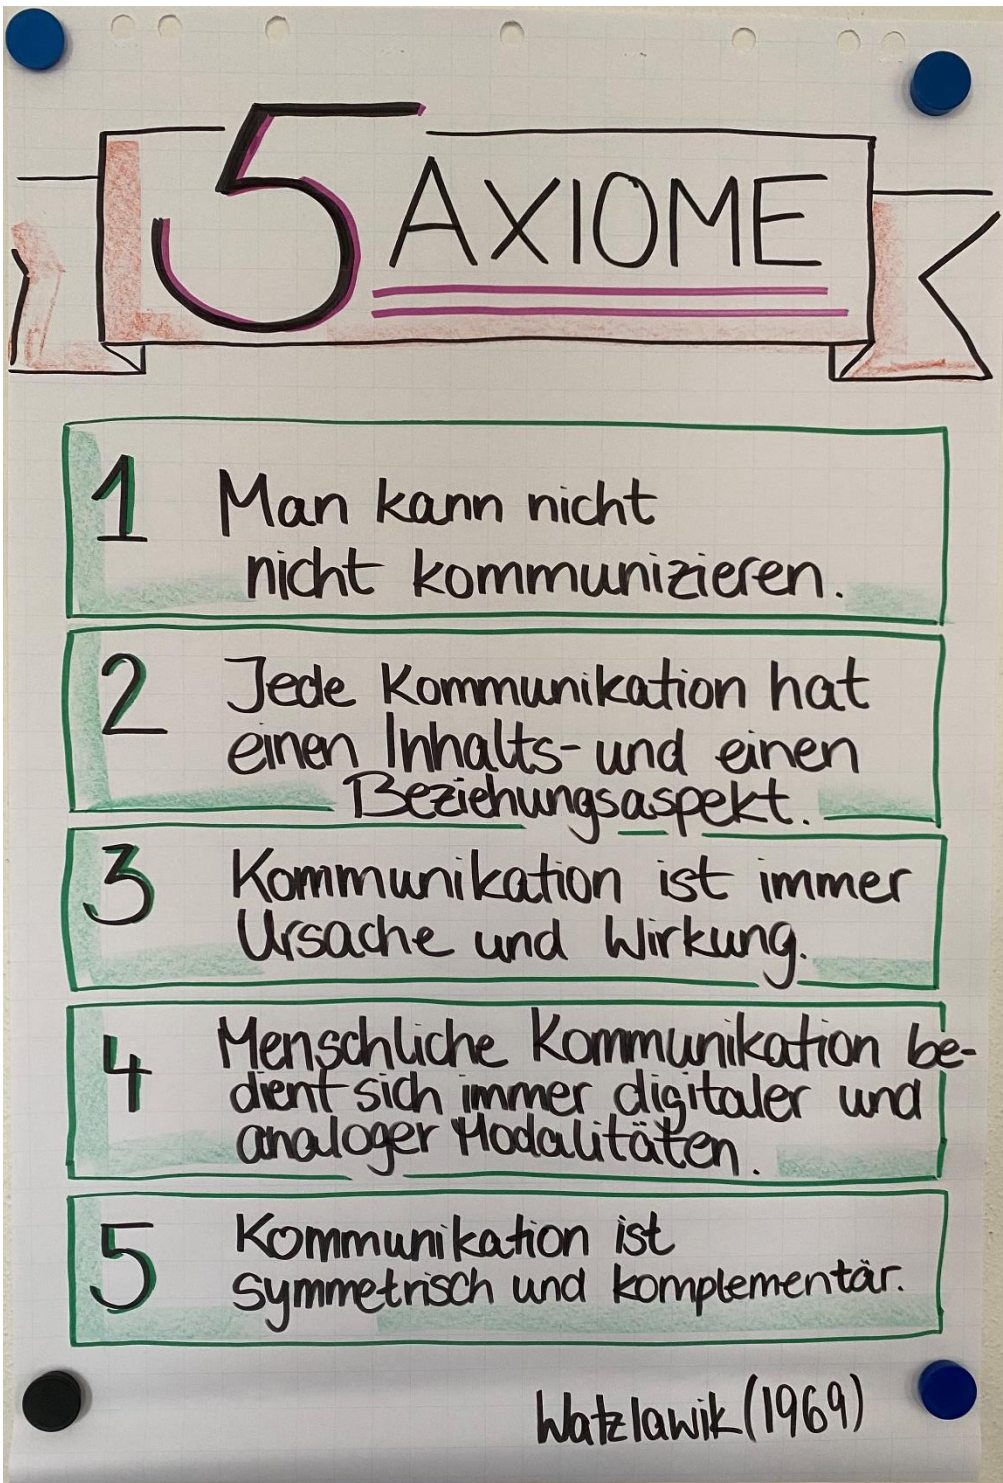 5 AXIOME
1 Man kann nicht
nicht kommunizieren.
2 Jede Kommunikation hat
einen Inhalts- und einen
Beziehungsaspekt.
3 Kommunikation ist immer
Ursache und Wirkung.
4 Menschliche Kommunikation be-
dient sich immer digitaler und
analoger Modalitäten.
5 Kommunikation ist
symmetrisch und komplementär.
Watzlawik (1969)